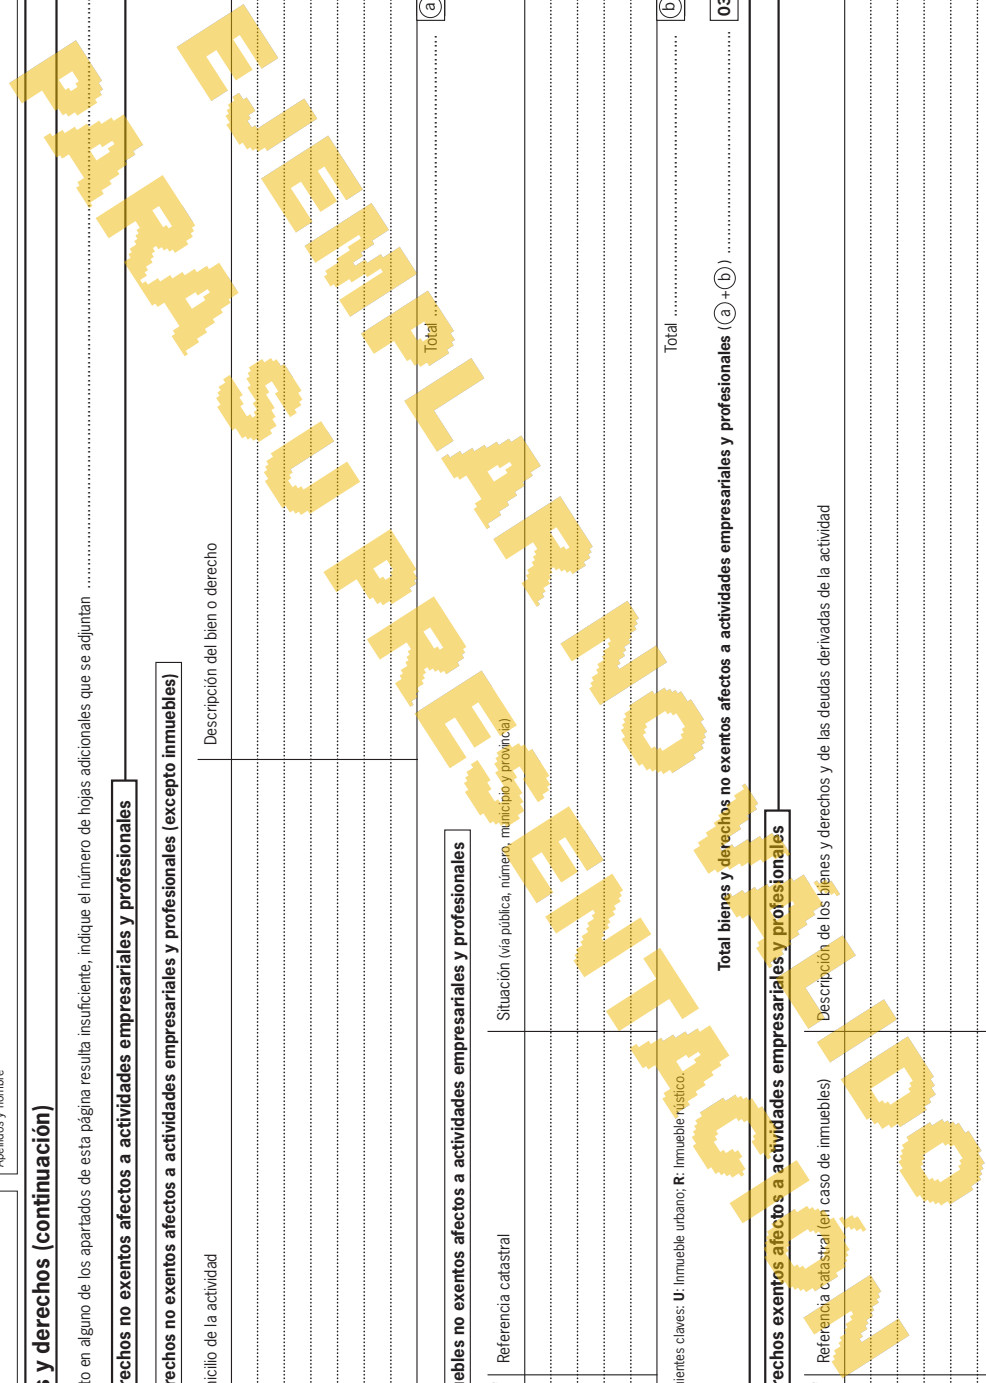 Apellidos y nombre
s y derechos (continuación)
to en alguno de los apartados de esta página resulta insuficiente, indique el número de hojas adicionales que se adjuntan
rechos no exentos afectos a actividades empresariales y profesionales
rechos no exentos afectos a actividades empresariales y profesionales (excepto inmuebles)
icilio de la actividad
Descripción del bien o derecho
Total
a
ebles no exentos afectos a actividades empresariales y profesionales
Referencia catastral
Situación (vía pública, número, municipio y provincia)
Total
b
ientes claves: U: Inmueble urbano; R: Inmueble rústico.
Total bienes y derechos no exentos afectos a actividades empresariales y profesionales ( a + b )
03
rechos exentos afectos a actividades empresariales y profesionales
Referencia catastral (en caso de inmuebles)
Descripción de los bienes y derechos y de las deudas derivadas de la actividad
EJEMPLAR NO VÁLIDO
PARA SU PRESENTACIÓN